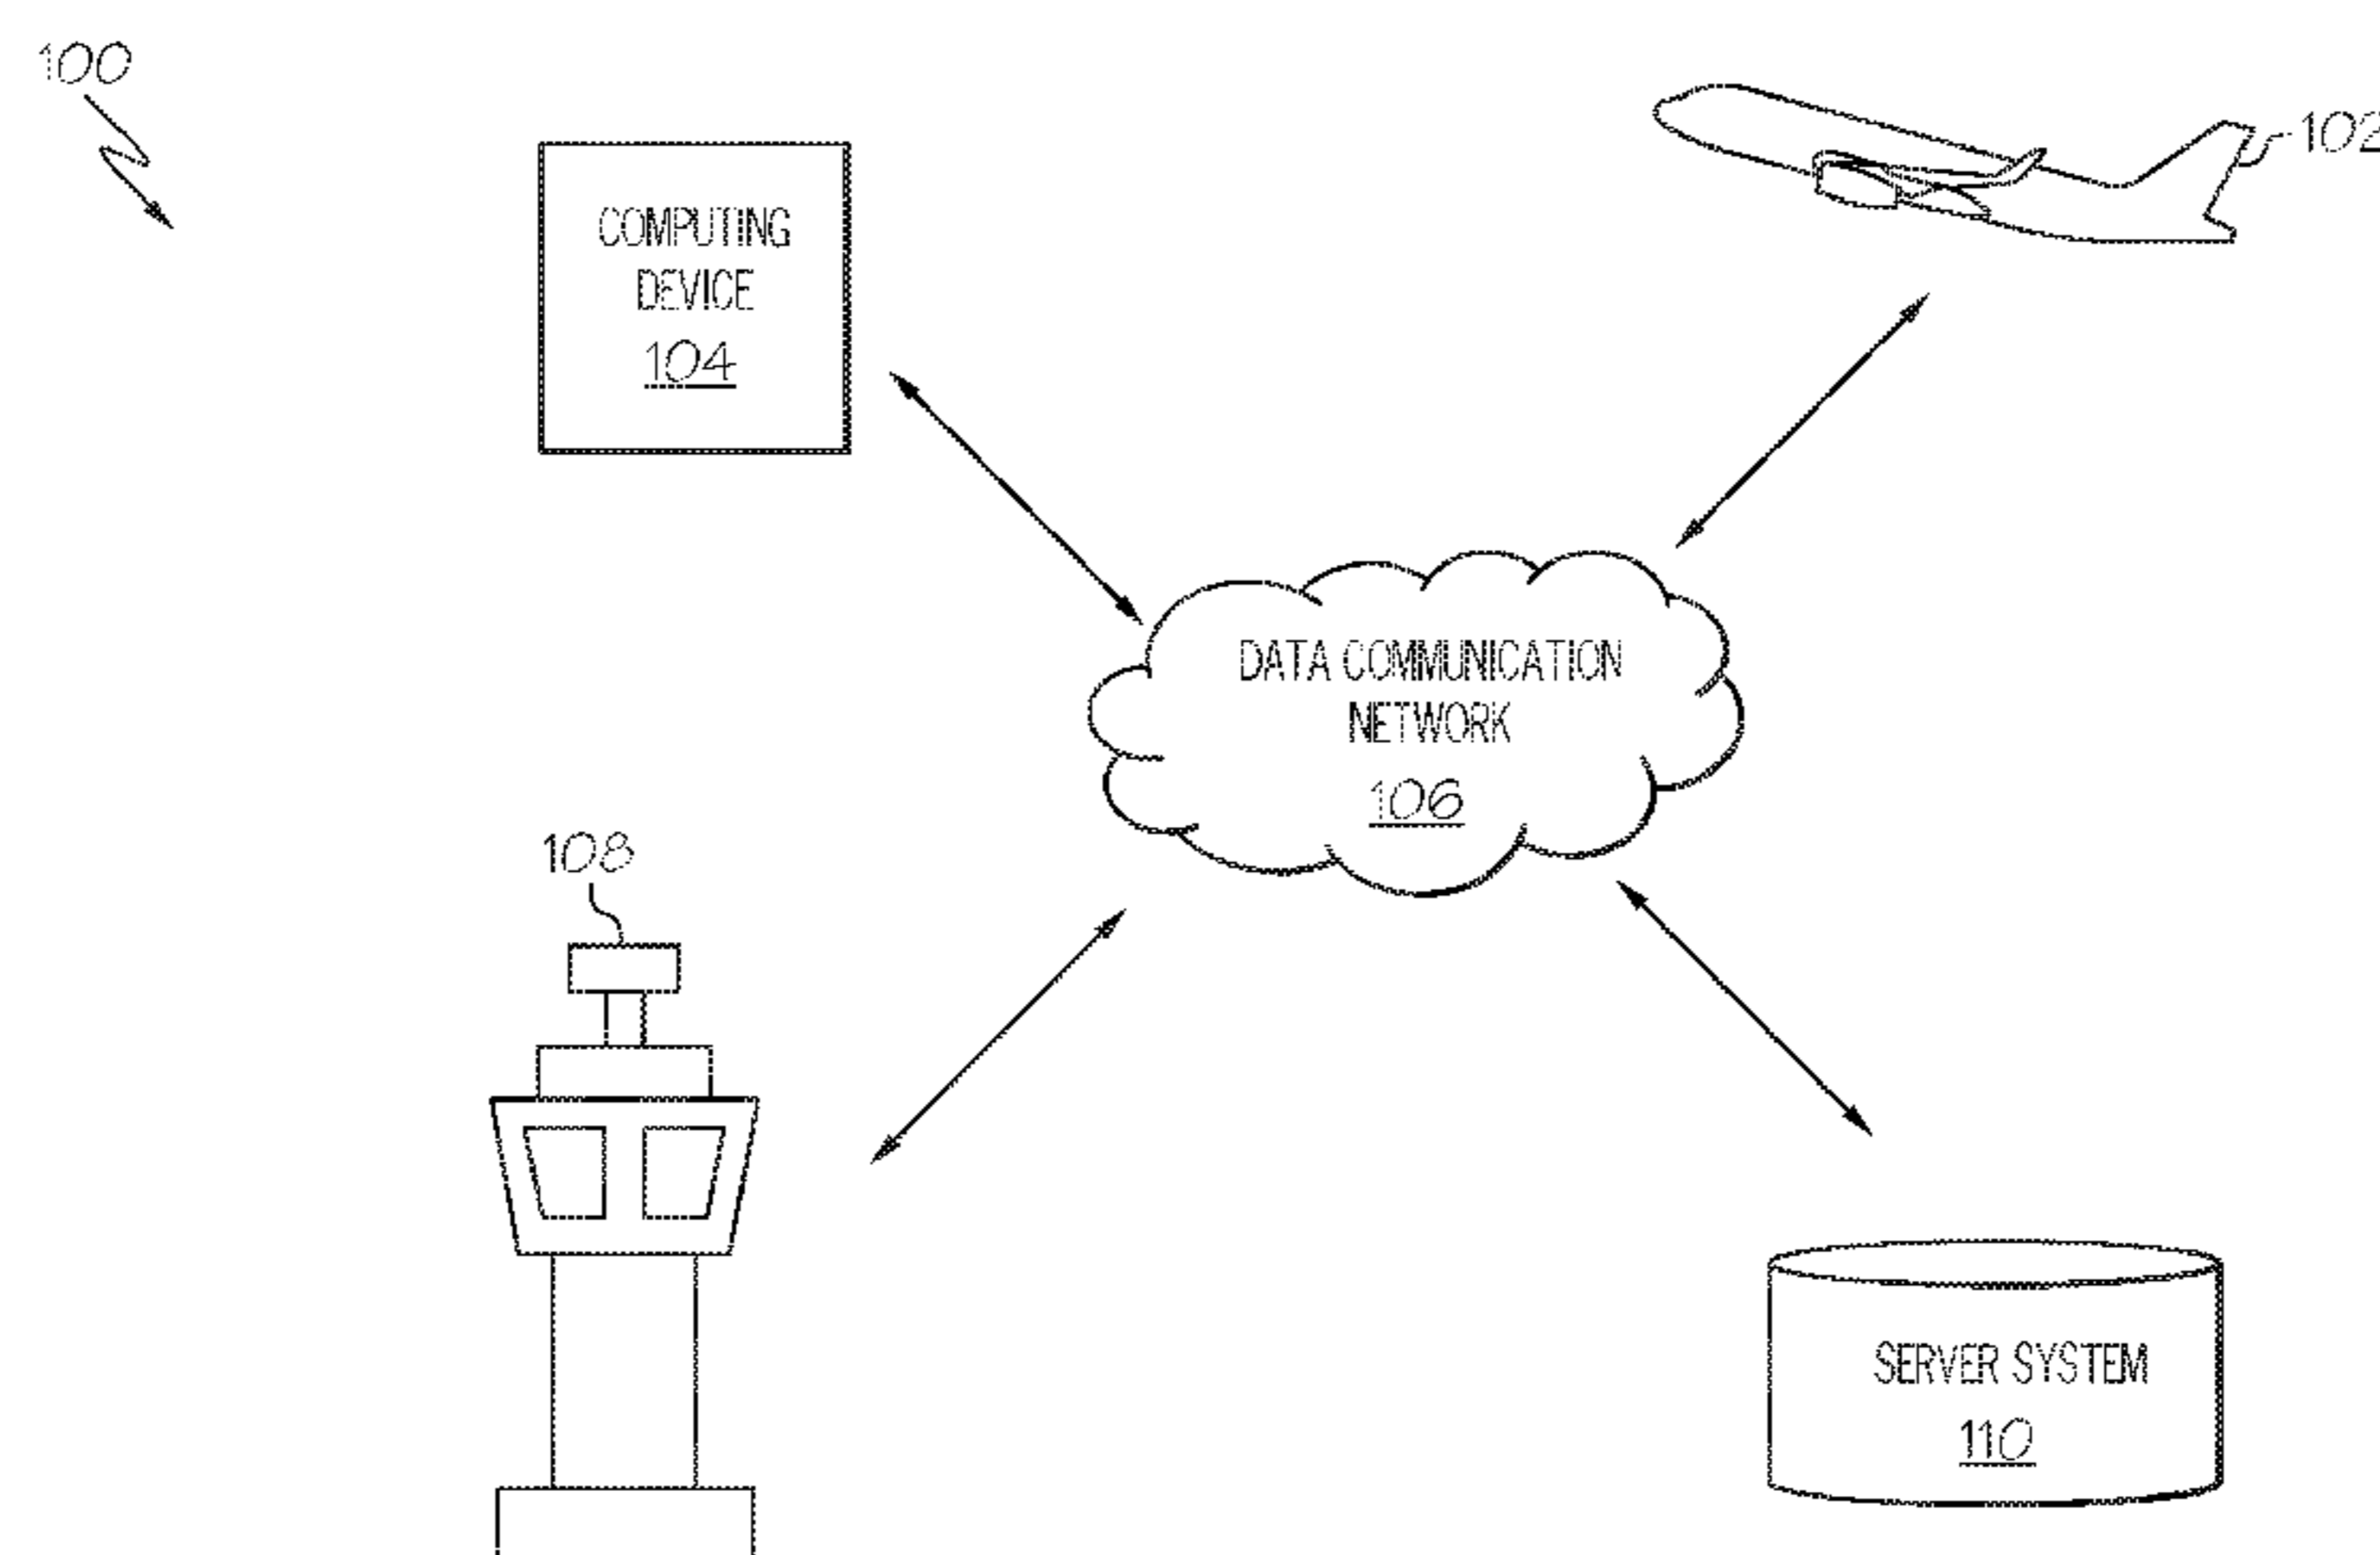 100
102
COMPUTING
DEVICE
104
DATA COMMUNICATION
NETWORK
106
108
SERVER SYSTEM
110